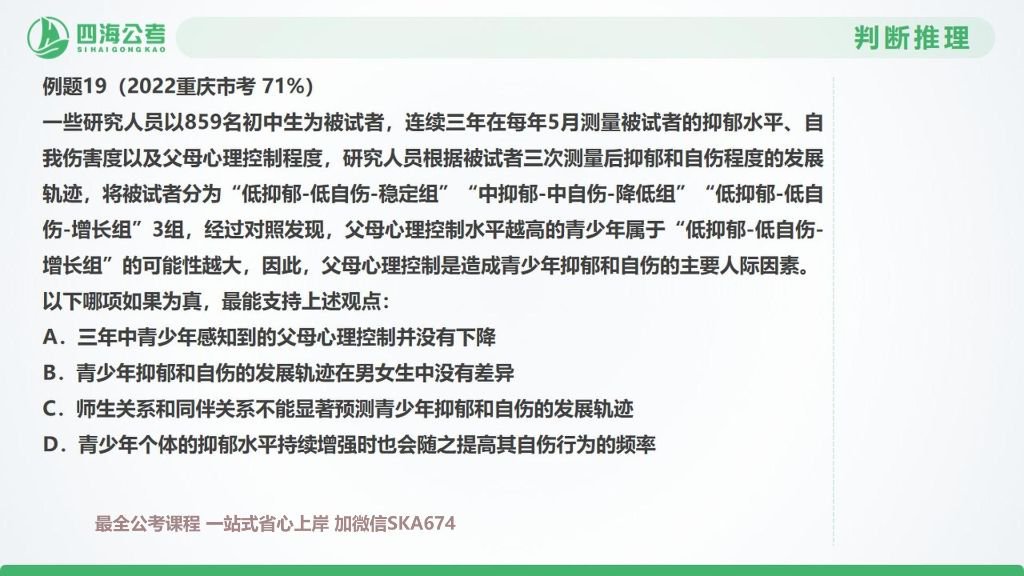 四海公考
SIHAIGONGKAO
判断推理
例题19（2022重庆市考 71%）
一些研究人员以859名初中生为被试者，连续三年在每年5月测量被试者的抑郁水平、自
我伤害度以及父母心理控制程度，研究人员根据被试者三次测量后抑郁和自伤程度的发展
轨迹，将被试者分为“低抑郁-低自伤-稳定组”“中抑郁-中自伤-降低组”“低抑郁-低自
伤-增长组”3组，经过对照发现，父母心理控制水平越高的青少年属于“低抑郁-低自伤-
增长组”的可能性越大，因此，父母心理控制是造成青少年抑郁和自伤的主要人际因素。
以下哪项如果为真，最能支持上述观点：
A．三年中青少年感知到的父母心理控制并没有下降
B．青少年抑郁和自伤的发展轨迹在男女生中没有差异
C．师生关系和同伴关系不能显著预测青少年抑郁和自伤的发展轨迹
D．青少年个体的抑郁水平持续增强时也会随之提高其自伤行为的频率
最全公考课程 一站式省心上岸 加微信SKA674